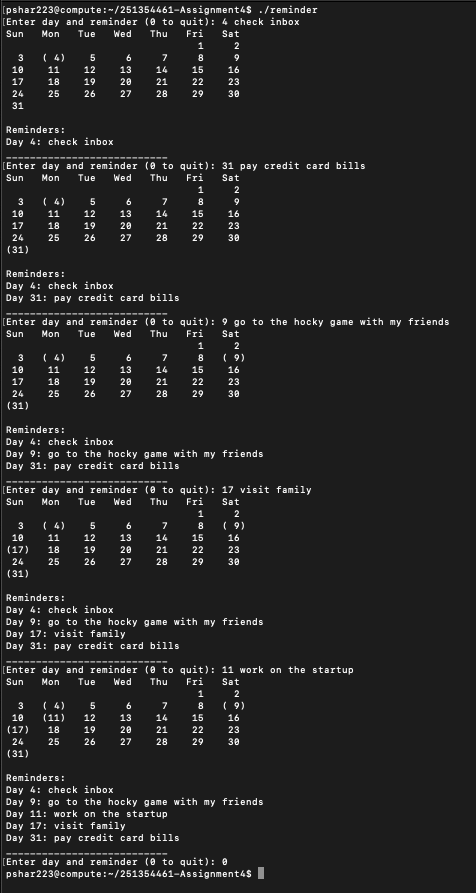 [pshar223@compute:~/251354461-Assignment4$ ./reminder
[Enter day and reminder (0 to quit): 4 check inbox
Sun Mon Tue Wed Thu Fri Sat
1 2
3 ( 4) 5 6 7 8 9
10 11 12 13 14 15 16
17 18 19 20 21 22 23
24 25 26 27 28 29 30
31
Reminders:
Day 4: check inbox
___________________________
[Enter day and reminder (0 to quit): 31 pay credit card bills
Sun Mon Tue Wed Thu Fri Sat
1 2
3 ( 4) 5 6 7 8 9
10 11 12 13 14 15 16
17 18 19 20 21 22 23
24 25 26 27 28 29 30
(31)
Reminders:
Day 4: check inbox
Day 31: pay credit card bills
___________________________
[Enter day and reminder (0 to quit): 9 go to the hocky game with my friends
Sun Mon Tue Wed Thu Fri Sat
1 2
3 ( 4) 5 6 7 8 ( 9)
10 11 12 13 14 15 16
17 18 19 20 21 22 23
24 25 26 27 28 29 30
(31)
Reminders:
Day 4: check inbox
Day 9: go to the hocky game with my friends
Day 31: pay credit card bills
___________________________
[Enter day and reminder (0 to quit): 17 visit family
Sun Mon Tue Wed Thu Fri Sat
1 2
3 ( 4) 5 6 7 8 ( 9)
10 11 12 13 14 15 16
(17) 18 19 20 21 22 23
24 25 26 27 28 29 30
(31)
Reminders:
Day 4: check inbox
Day 9: go to the hocky game with my friends
Day 17: visit family
Day 31: pay credit card bills
___________________________
[Enter day and reminder (0 to quit): 11 work on the startup
Sun Mon Tue Wed Thu Fri Sat
1 2
3 ( 4) 5 6 7 8 ( 9)
10 (11) 12 13 14 15 16
(17) 18 19 20 21 22 23
24 25 26 27 28 29 30
(31)
Reminders:
Day 4: check inbox
Day 9: go to the hocky game with my friends
Day 11: work on the startup
Day 17: visit family
Day 31: pay credit card bills
___________________________
[Enter day and reminder (0 to quit): 0
pshar223@compute:~/251354461-Assignment4$